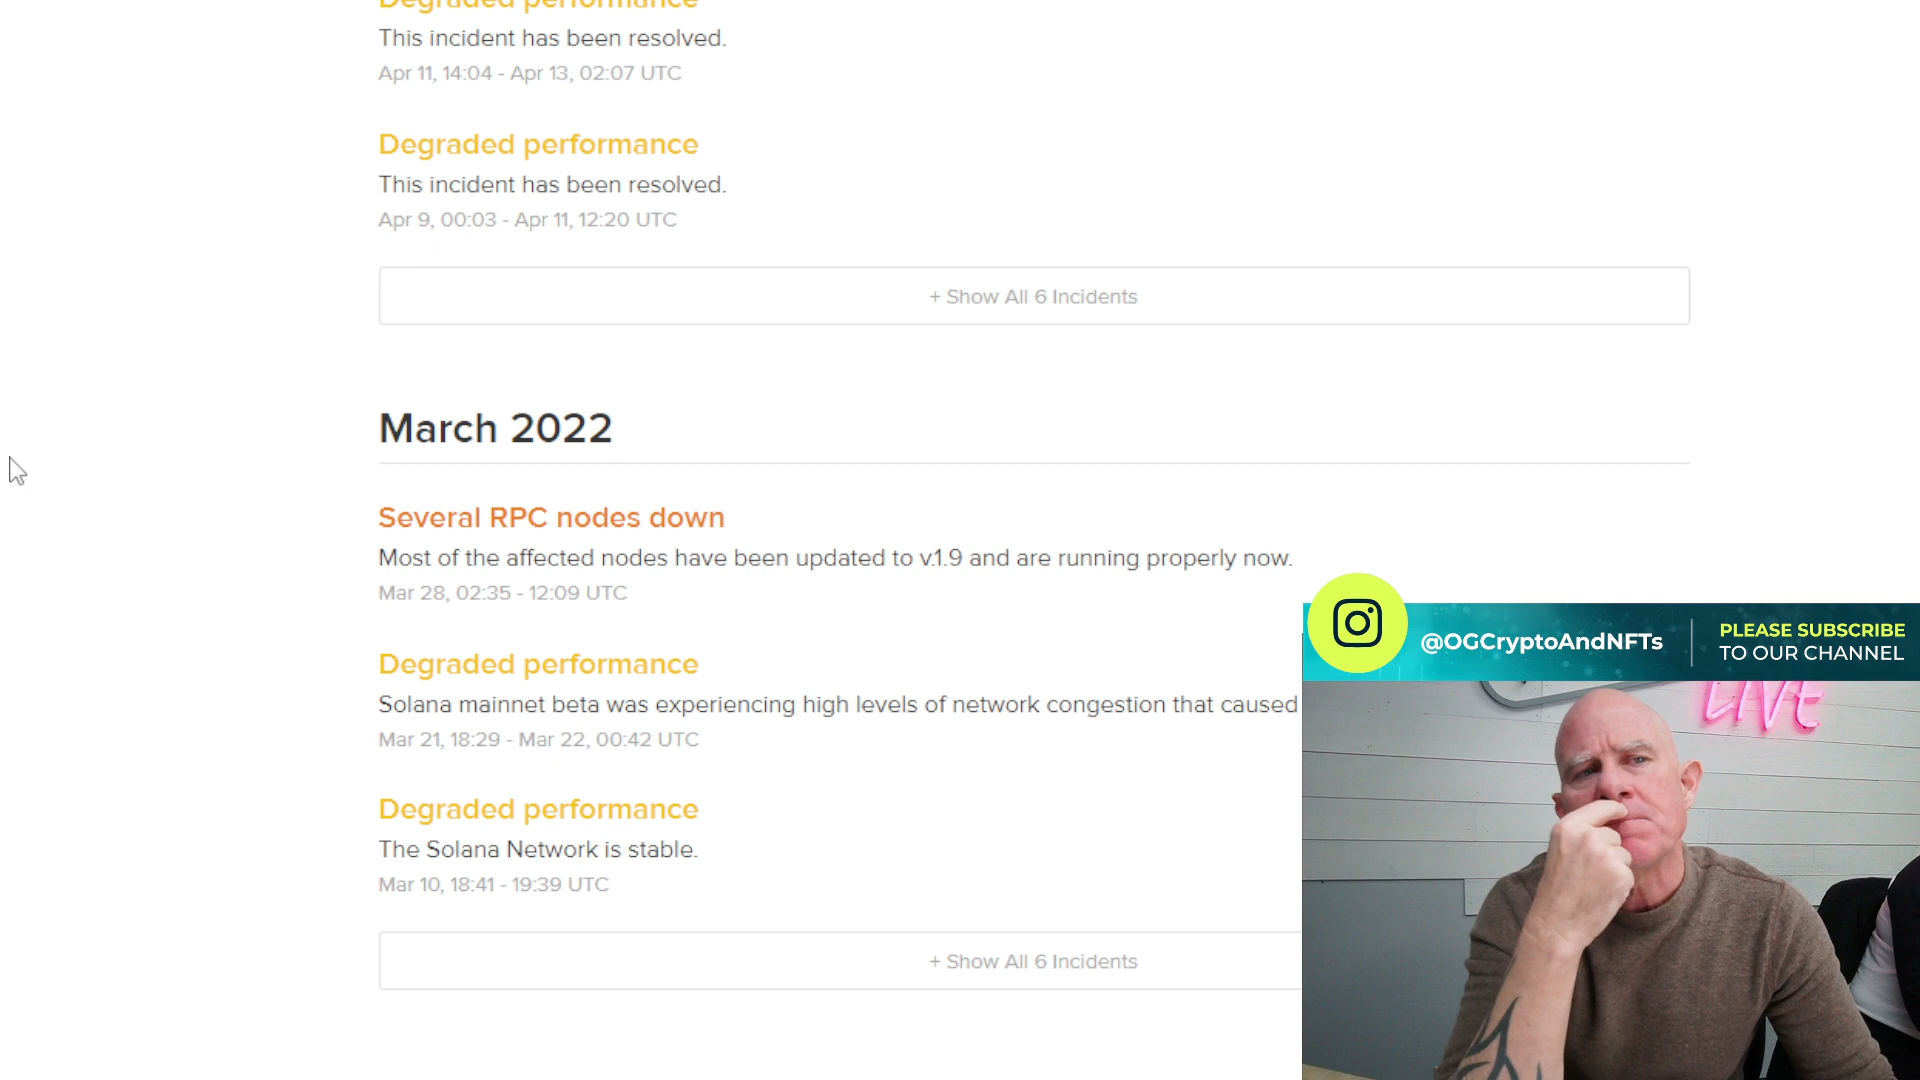 Degraded performance
This incident has been resolved.
Apr 11, 14:04 - Apr 13, 02:07 UTC
Degraded performance
This incident has been resolved.
Apr 9, 00:03 - Apr 11, 12:20 UTC
+ Show All 6 Incidents
March 2022
Several RPC nodes down
Most of the affected nodes have been updated to v.1.9 and are running properly now.
Mar 28, 02:35 - 12:09 UTC
Degraded performance
Solana mainnet beta was experiencing high levels of network congestion that caused
Mar 21, 18:29 - Mar 22, 00:42 UTC
Degraded performance
The Solana Network is stable.
Mar 10, 18:41 - 19:39 UTC
+ Show All 6 Incidents
@OGCryptoAndNFTs
PLEASE SUBSCRIBE
TO OUR CHANNEL
LIVE